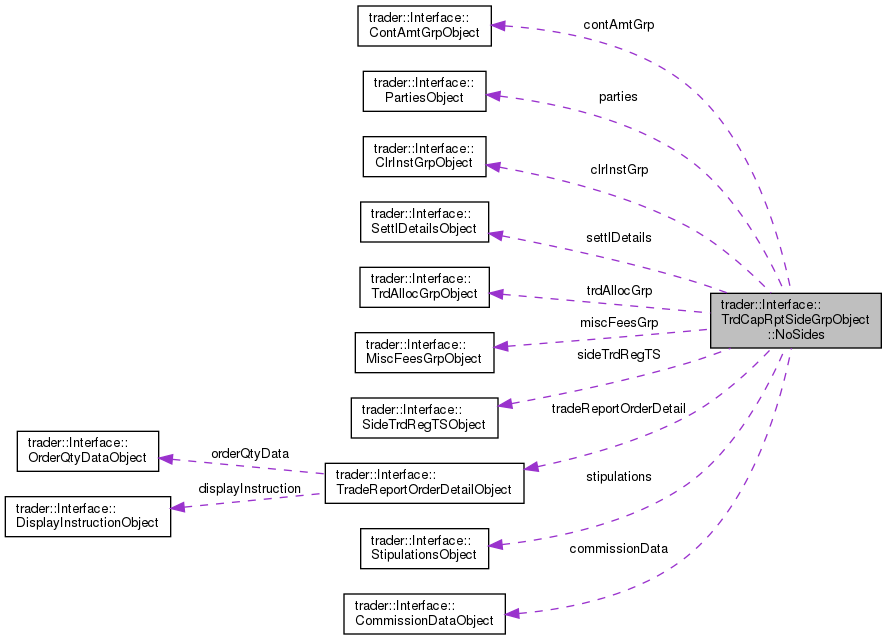 trader::Interface::
ContAmtGrpObject
contAmtGrp
trader::Interface::
PartiesObject
parties
trader::Interface::
ClrInstGrpObject
clrInstGrp
trader::Interface::
SettlDetailsObject
settlDetails
trader::Interface::
TrdAllocGrpObject
trdAllocGrp
trader::Interface::
TrdCapRptSideGrpObject
::NoSides
trader::Interface::
MiscFeesGrpObject
miscFeesGrp
sideTrdRegTS
trader::Interface::
SideTrdRegTSObject
tradeReportOrderDetail
trader::Interface::
OrderQtyDataObject
orderQtyData
displayInstruction
trader::Interface::
TradeReportOrderDetailObject
trader::Interface::
DisplayInstructionObject
stipulations
trader::Interface::
StipulationsObject
commissionData
trader::Interface::
CommissionDataObject